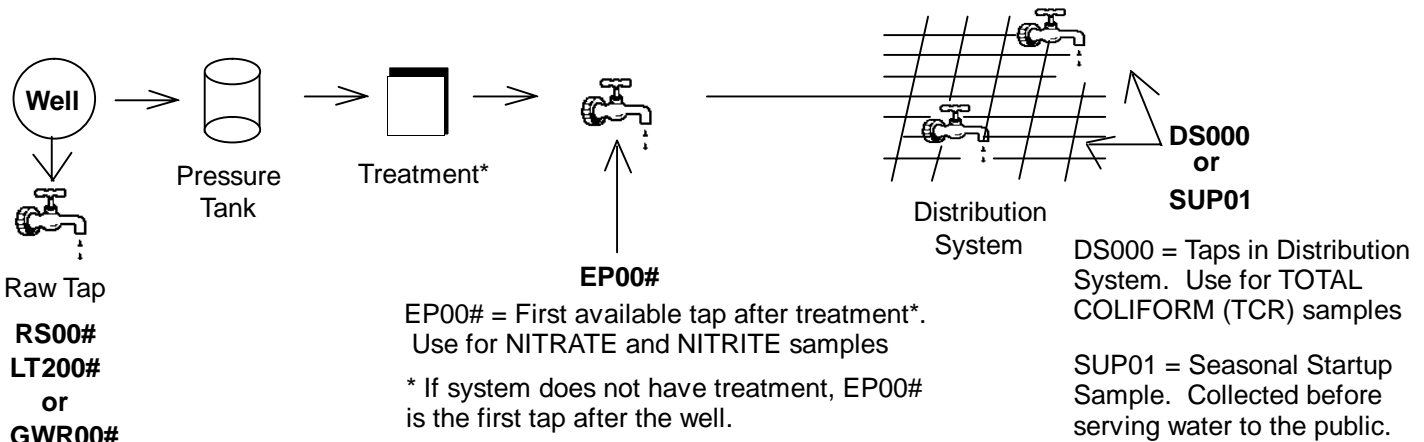 Well
Pressure
Tank
Treatment*
Raw Tap
RS00#
LT200#
or
GWR00#
EP00#
EP00# = First available tap after treatment*.
Use for NITRATE and NITRITE samples
* If system does not have treatment, EP00#
is the first tap after the well.
Distribution
System
DS000
or
SUP01
DS000 = Taps in Distribution
System. Use for TOTAL
COLIFORM (TCR) samples
SUP01 = Seasonal Startup
Sample. Collected before
serving water to the public.